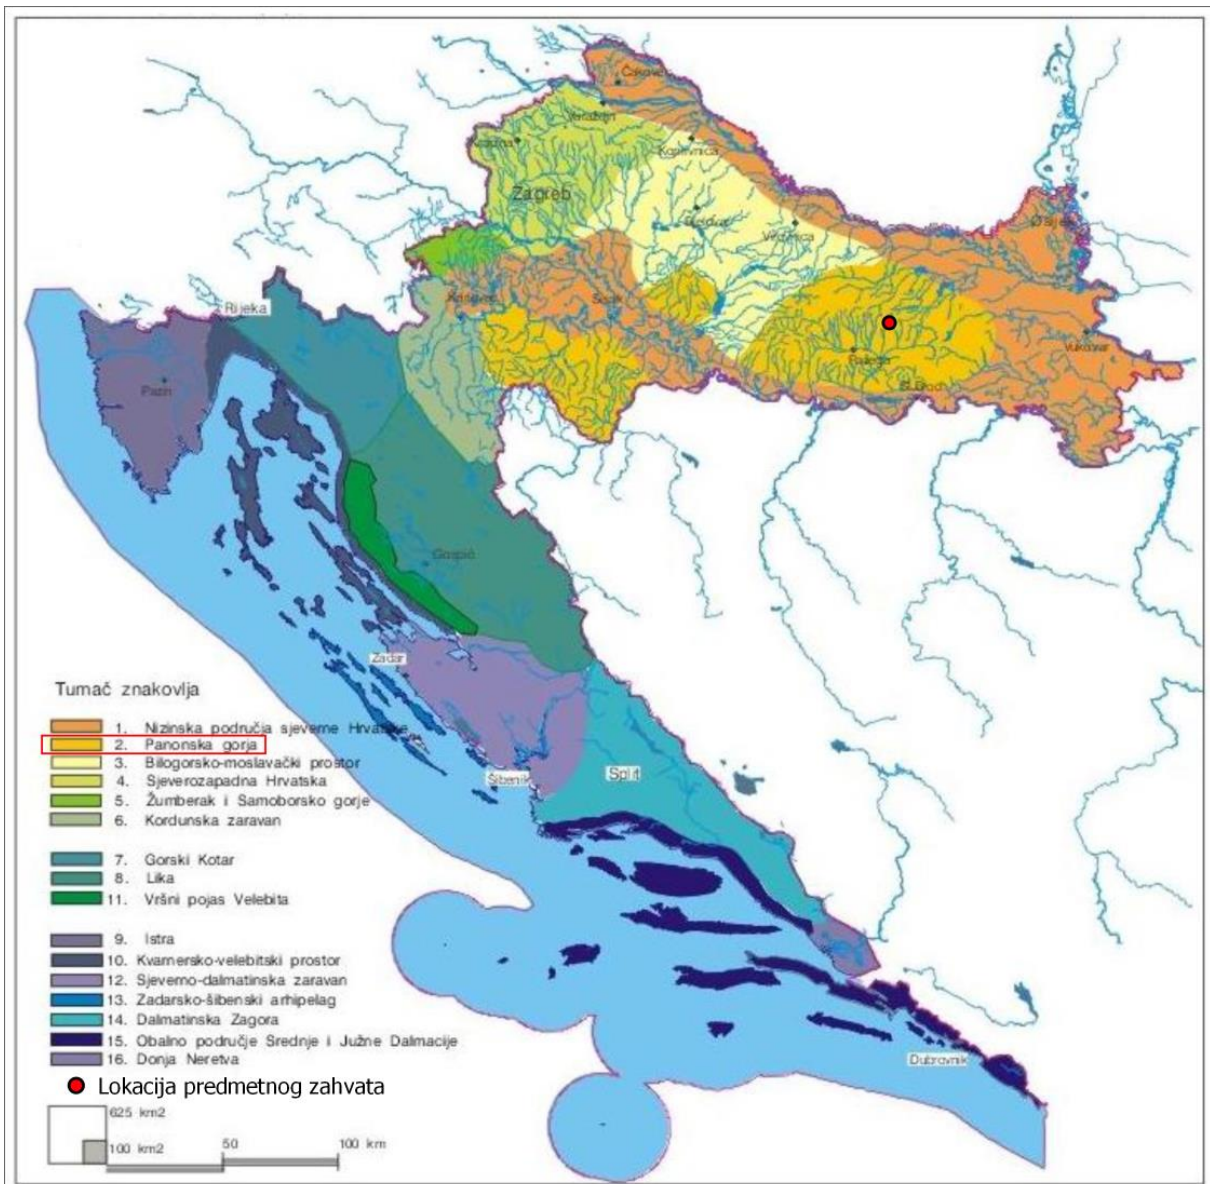 Čakovec
Varaždin
Krapina
Koprivnica
Zagreb
Bjelovar
Virovitica
Osijek
Karlovac
Sisak
Rijeka
Požega
Vukovar
Sl.Brod
Pazin
Gospić
Zadar
Šibenik
Split
Dubrovnik
Tumač znakovlja
1. Nizinska područja sjeverne Hrvatske
2. Panonska gorja
3. Bilogorsko-moslavački prostor
4. Sjeverozapadna Hrvatska
5. Žumberak i Samoborsko gorje
6. Kordunska zaravan
7. Gorski Kotar
8. Lika
11. Vršni pojas Velebita
9. Istra
10. Kvarnersko-velebitski prostor
12. Sjeverno-dalmatinska zaravan
13. Zadarsko-šibenski arhipelag
14. Dalmatinska Zagora
15. Obalno područje Srednje i Južne Dalmacije
16. Donja Neretva
Lokacija predmetnog zahvata
625 km2
100 km2
50
100 km